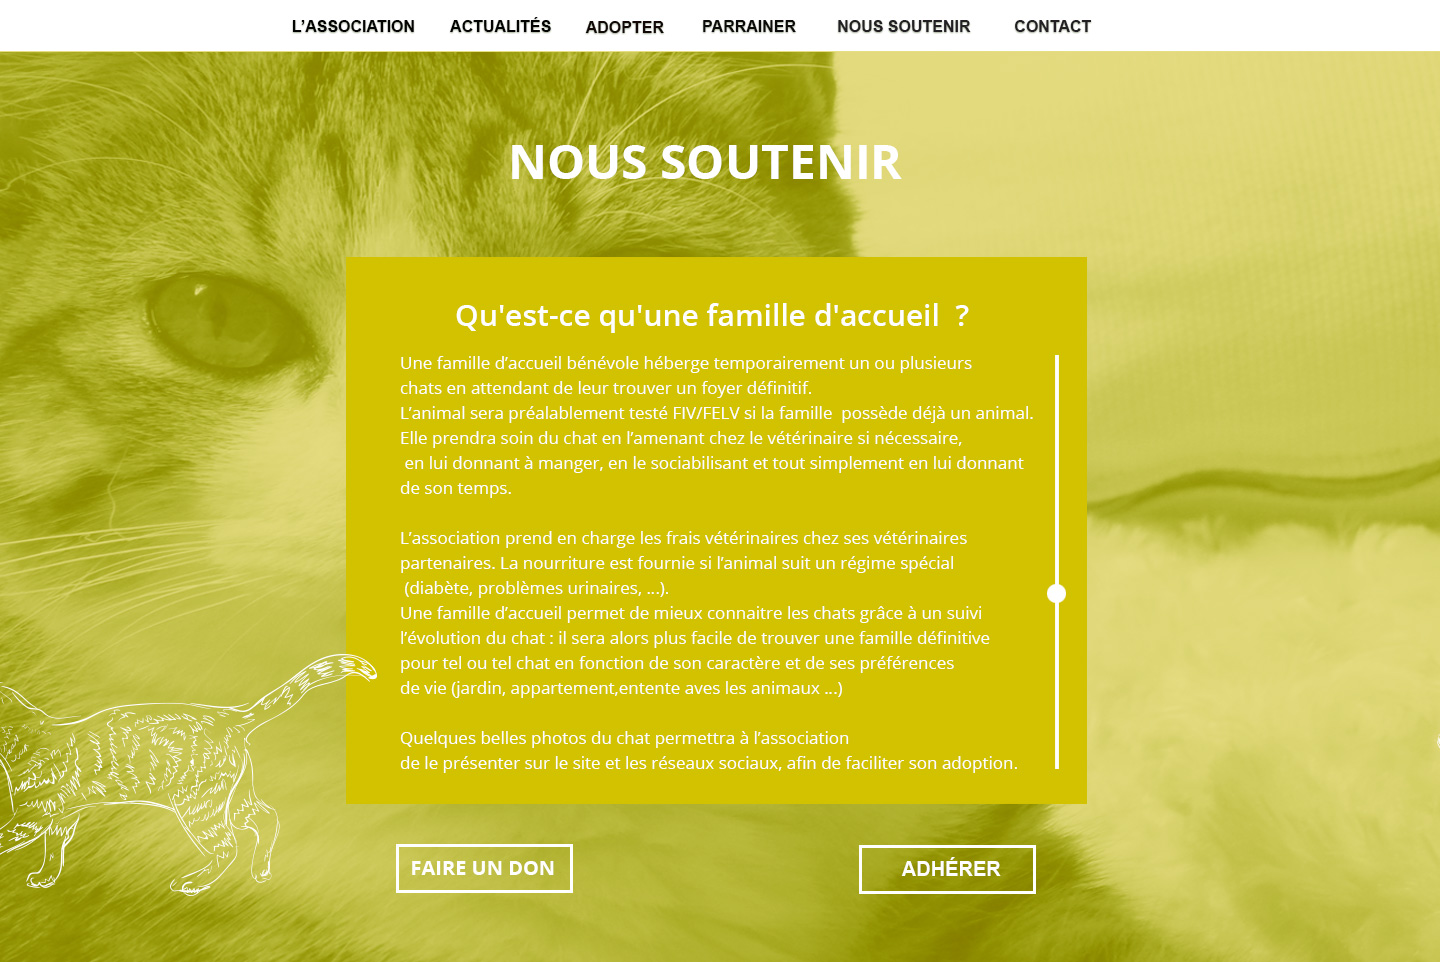 L’ASSOCIATION ACTUALITÉS ADOPTER PARRAINER NOUS SOUTENIR CONTACT
NOUS SOUTENIR
Qu'est-ce qu'une famille d'accueil  ?
Une famille d’accueil bénévole héberge temporairement un ou plusieurs
chats en attendant de leur trouver un foyer définitif.
L’animal sera préalablement testé FIV/FELV si la famille  possède déjà un animal.
Elle prendra soin du chat en l’amenant chez le vétérinaire si nécessaire,
en lui donnant à manger, en le sociabilisant et tout simplement en lui donnant
de son temps.
L’association prend en charge les frais vétérinaires chez ses vétérinaires
partenaires. La nourriture est fournie si l’animal suit un régime spécial
(diabète, problèmes urinaires, ...).
Une famille d’accueil permet de mieux connaitre les chats grâce à un suivi
l’évolution du chat : il sera alors plus facile de trouver une famille définitive
pour tel ou tel chat en fonction de son caractère et de ses préférences
de vie (jardin, appartement,entente aves les animaux ...)
Quelques belles photos du chat permettra à l’association
de le présenter sur le site et les réseaux sociaux, afin de faciliter son adoption.
FAIRE UN DON ADHÉRER